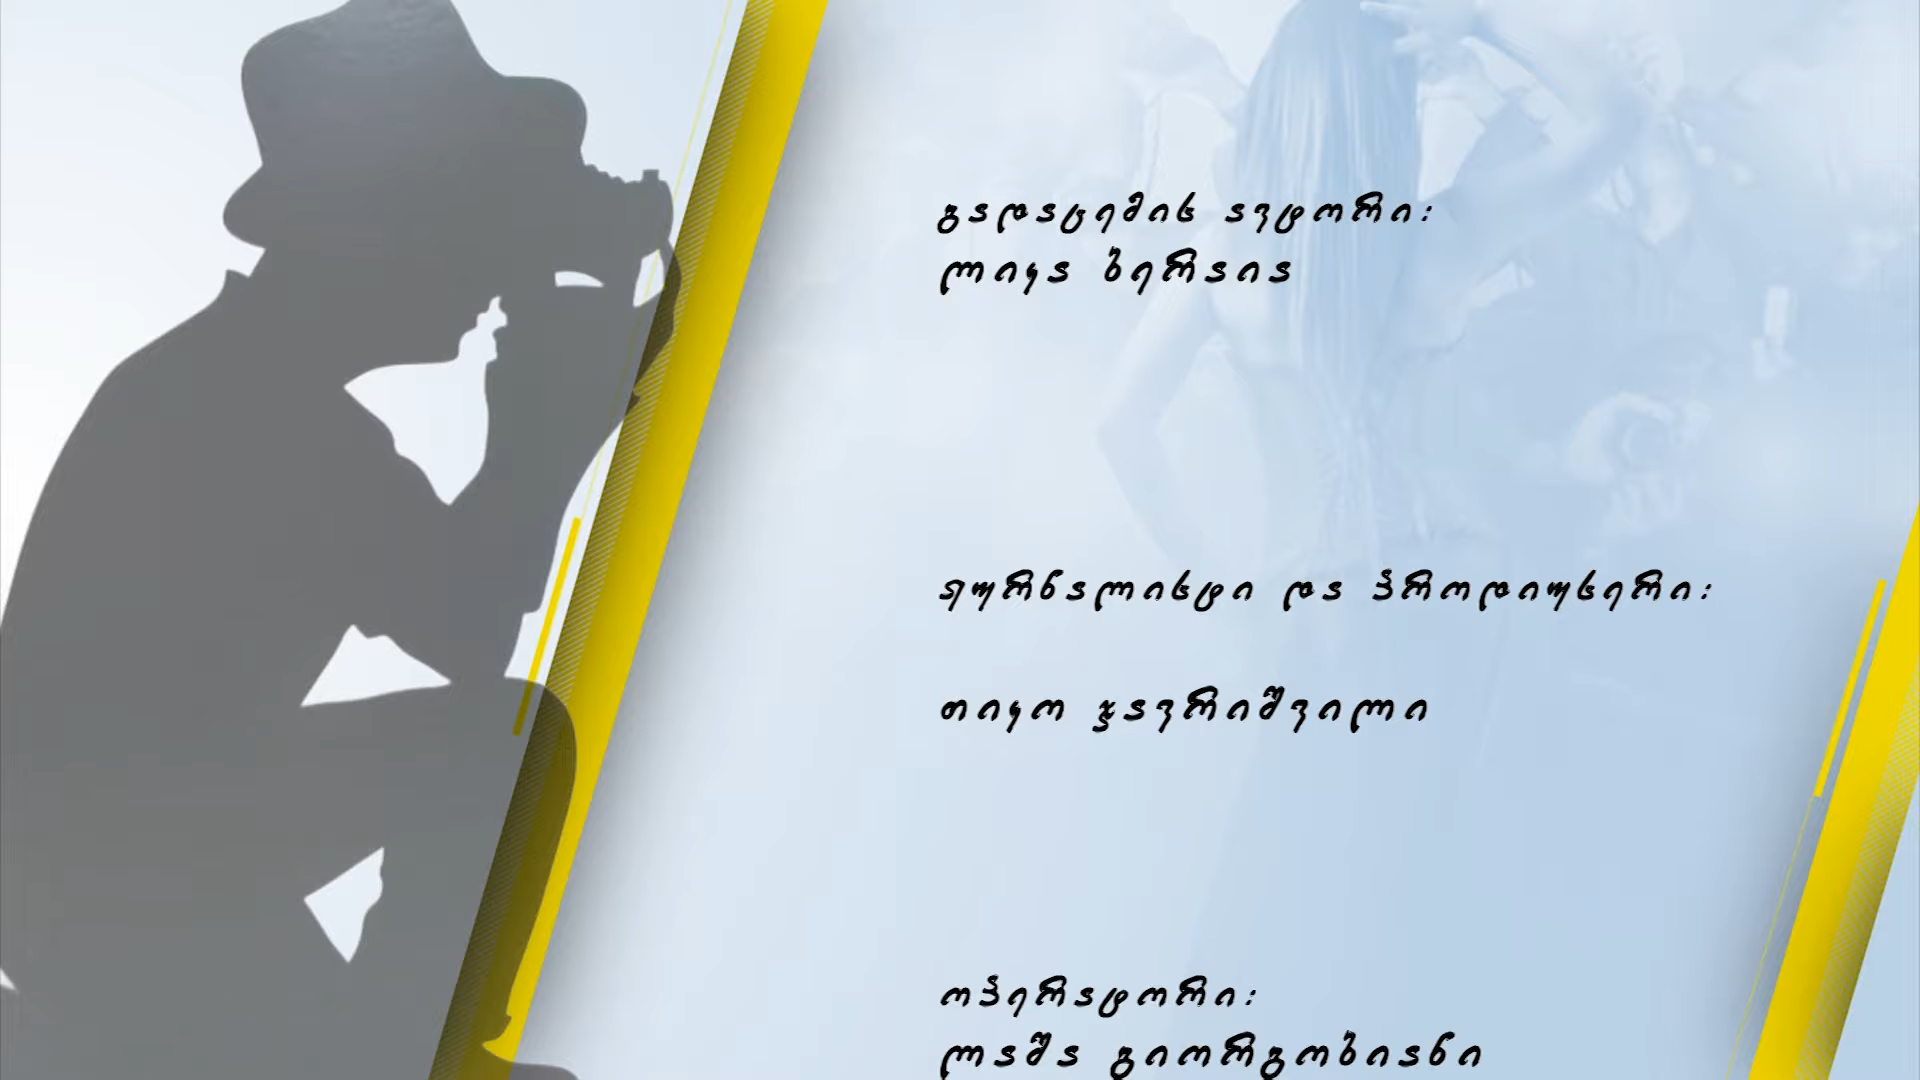 გადაცემის ავტორი:
ლიკა ბერაია
ჟურნალისტი და პროდიუსერი:
თიკო ჯავრიშვილი
ოპერატორი:
ლაშა გიორგობიანი